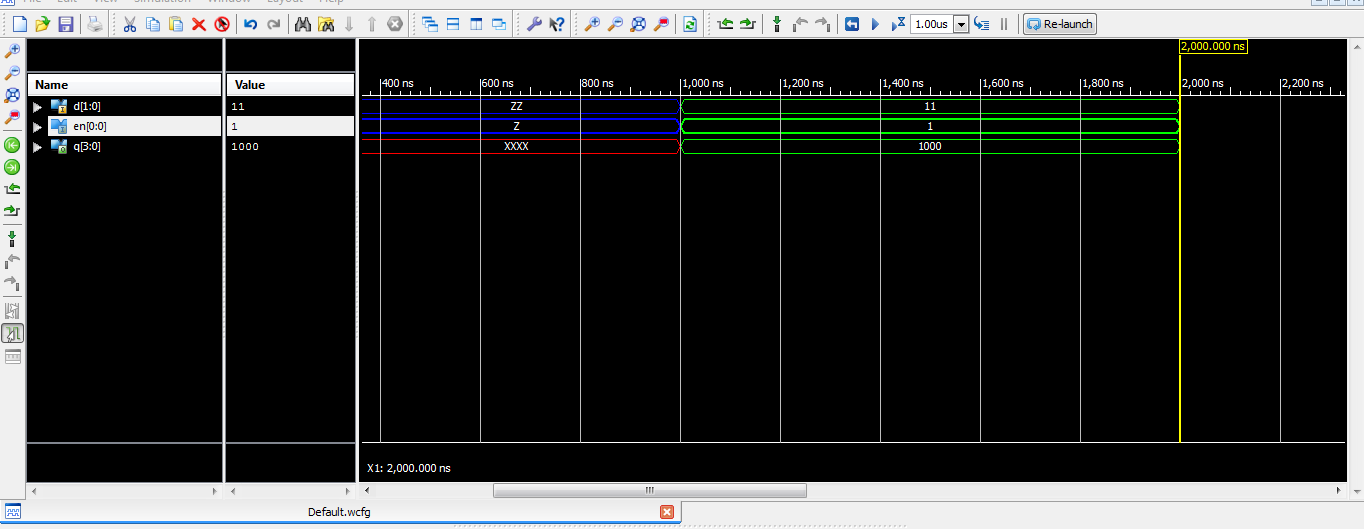 1.00us Re-launch
2,000.000 ns
Name Value
400 ns 600 ns 800 ns 1,000 ns 1,200 ns 1,400 ns 1,600 ns 1,800 ns 2,000 ns 2,200 ns
d[1:0] 11 ZZ 11
en[0:0] 1 Z 1
q[3:0] 1000 XXXX 1000
X1: 2,000.000 ns
Default.wcfg